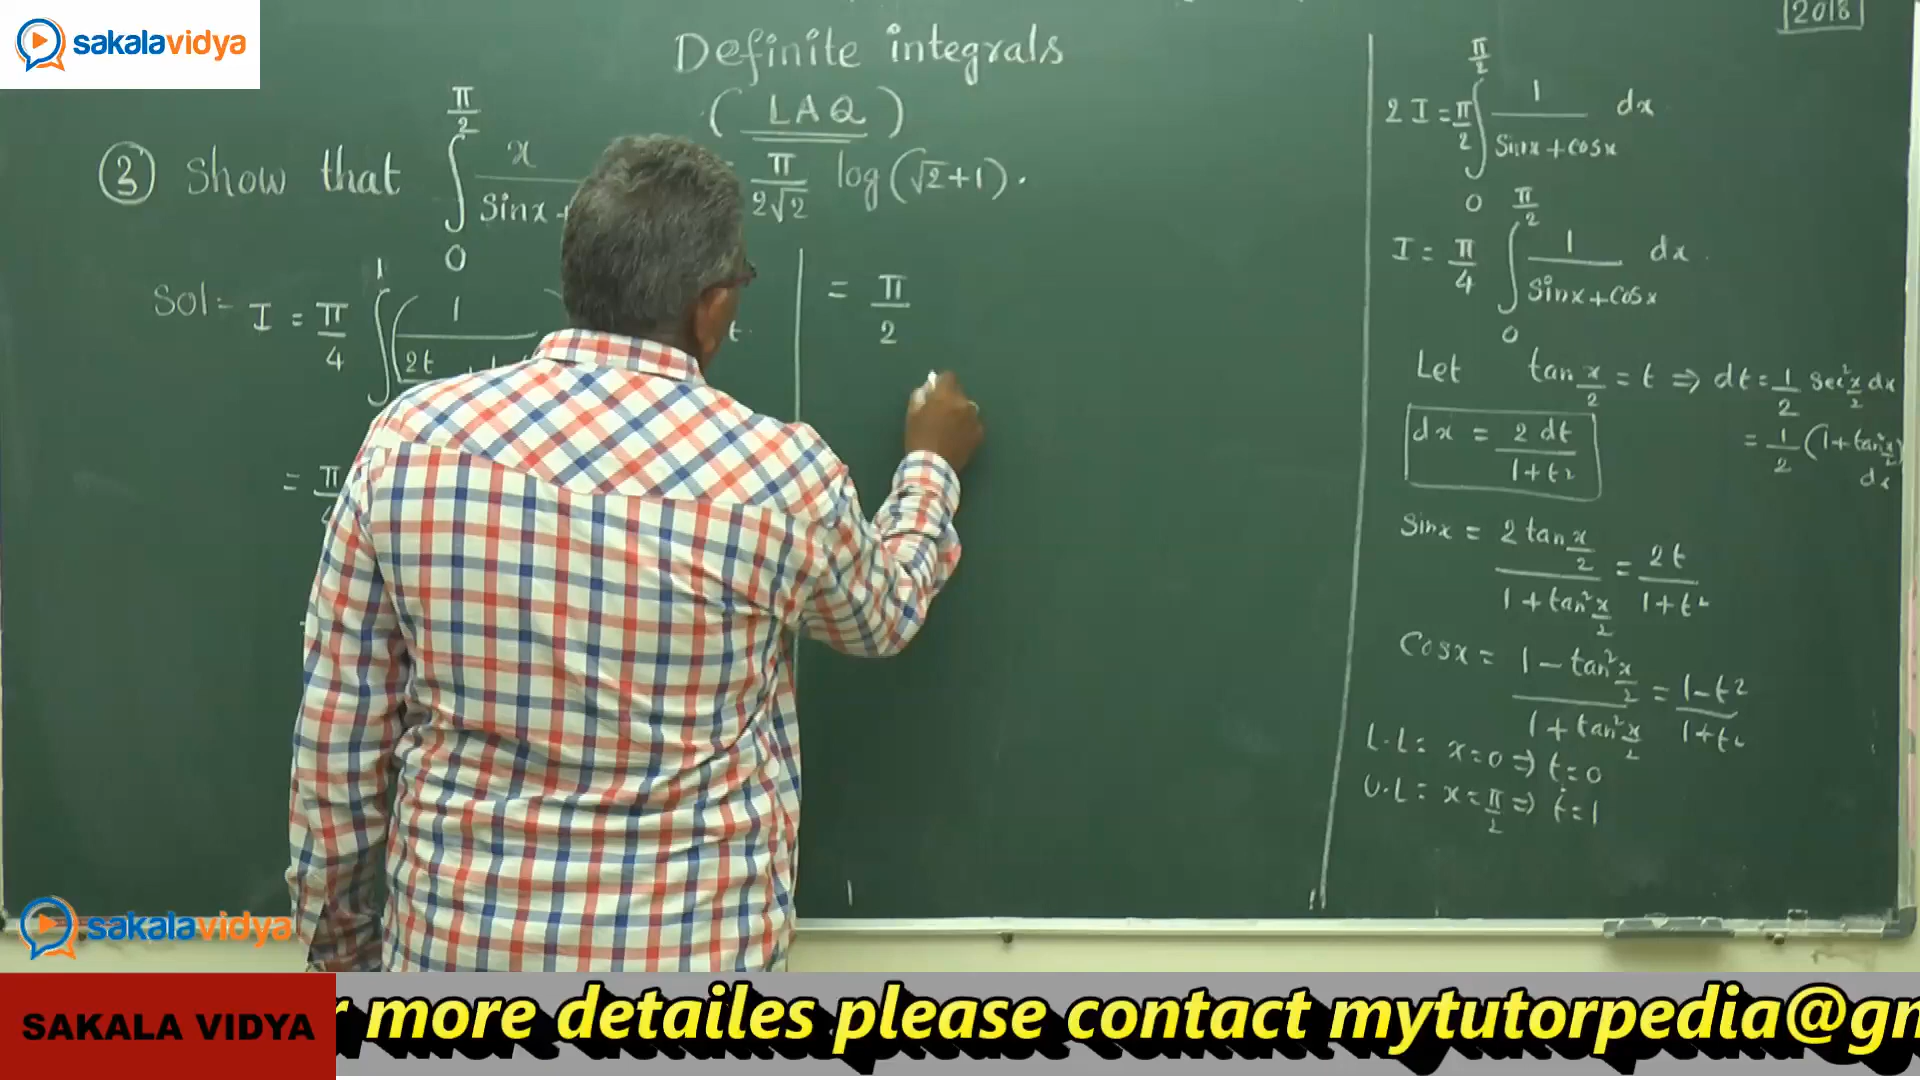 sakalavidya
2018
Definite integrals
(LAQ)
③ Show that ∫₀^(π/2) x/(Sinx+ = π/(2√2) log(√2+1).
Sol:- I = π/4 ∫ ¹ (1/(2t t.
= π
= π/2
2I = π/2 ∫₀^(π/2) 1/(Sinx+cosx) dx
I = π/4 ∫₀^(π/2) 1/(Sinx+Cosx) dx
Let tan x/2 = t ⇒ dt = 1/2 Sec² x/2 dx
= 1/2 (1+tan² x/2) dx
dx = 2dt/(1+t²)
Sinx = 2 tan x/2 / (1+tan² x/2) = 2t/(1+t²)
Cosx = (1-tan² x/2)/(1+tan² x/2) = (1-t²)/(1+t²)
L.L: x=0 ⇒ t=0
U.L: x=π/2 ⇒ t=1
sakalavidya
SAKALA VIDYA
r more detailes please contact mytutorpedia@gm